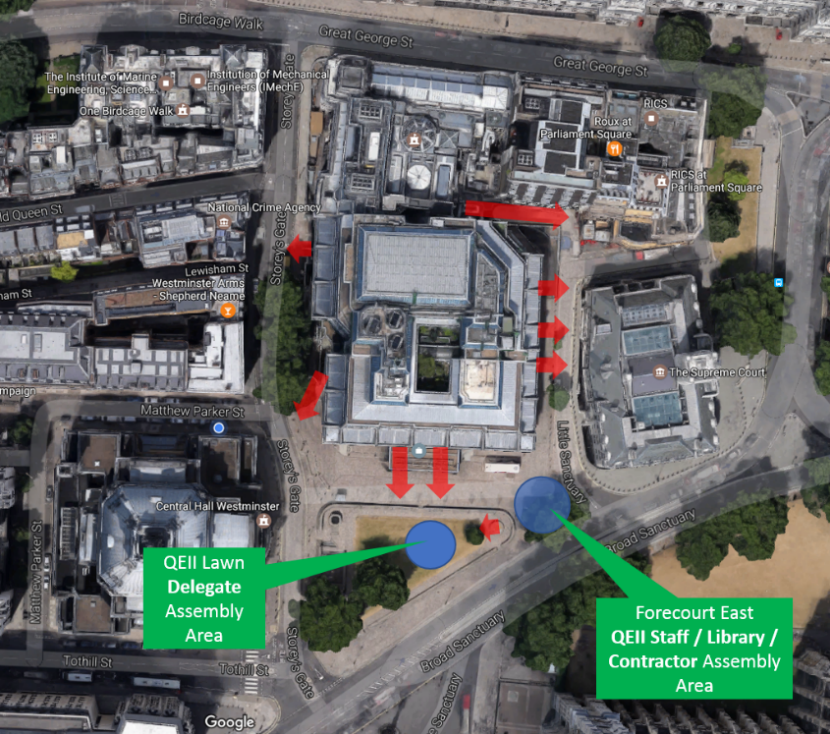 Birdcage Walk
Great George St
Great George St
The Institute of Marine
Engineering, Science...
Institution of Mechanical
Engineers (IMechE)
One Birdcage Walk
Storey's Gate
RICS
Roux at
Parliament Square
RICS at
Parliament Square
ld Queen St
National Crime Agency
Storey's Gate
Lewisham St
ham St
Westminster Arms
Shepherd Neame
The Supreme Court
mpaign
Matthew Parker St
Storey's Gate
Little Sanctuary
Central Hall Westminster
Matthew Parker St
Broad Sanctuary
QEII Lawn
Delegate
Assembly
Area
Forecourt East
QEII Staff / Library /
Contractor Assembly
Area
Broad Sanctuary
Storey's Gate
Tothill St
Tothill St
e Sanctuary
Google